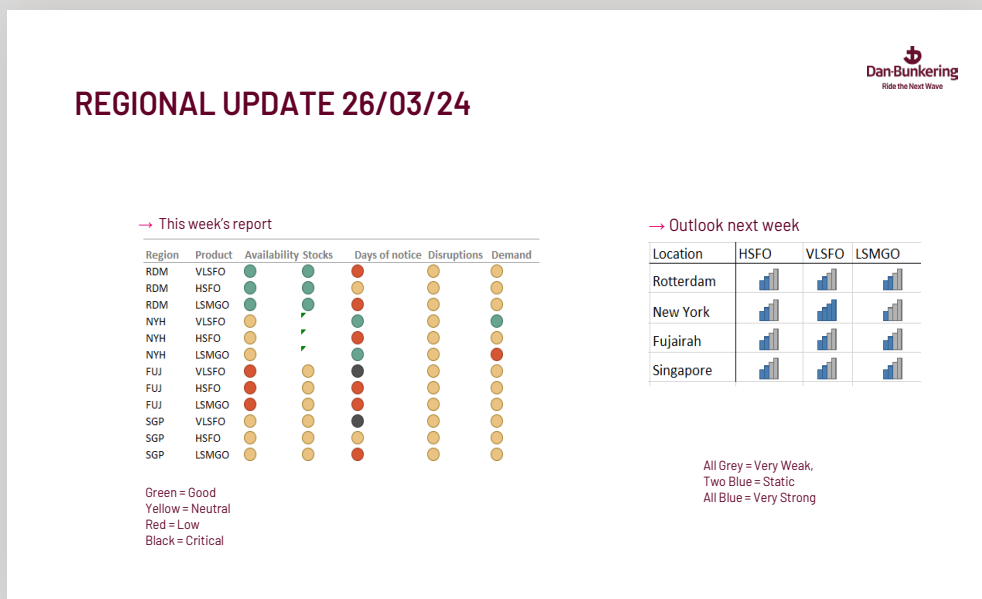 Dan-Bunkering
Ride the Next Wave
REGIONAL UPDATE 26/03/24
→ This week's report
Region Product Availability Stocks Days of notice Disruptions Demand
RDM VLSFO
RDM HSFO
RDM LSMGO
NYH VLSFO
NYH HSFO
NYH LSMGO
FUJ VLSFO
FUJ HSFO
FUJ LSMGO
SGP VLSFO
SGP HSFO
SGP LSMGO
Green = Good
Yellow = Neutral
Red = Low
Black = Critical
→ Outlook next week
Location HSFO VLSFO LSMGO
Rotterdam
New York
Fujairah
Singapore
All Grey = Very Weak,
Two Blue = Static
All Blue = Very Strong